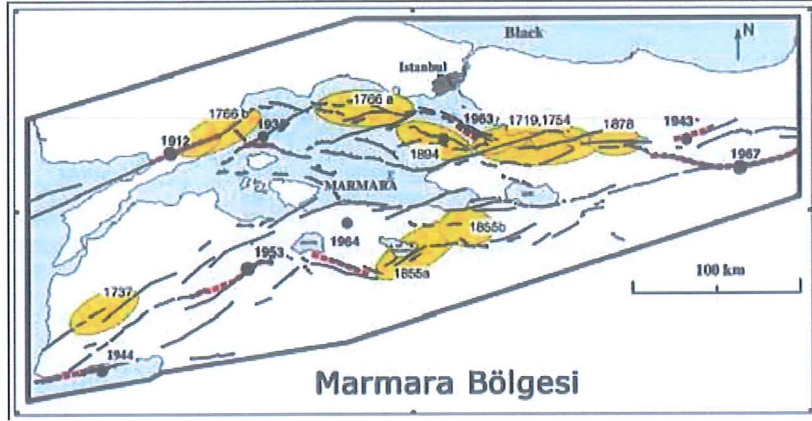 Black
N
Istanbul
1766 b
1766 a
1963
1719,1754
1878
1943
1912
1894
1967
MARMARA
1964
1855b
1953
1855a
100 km
1737
1944
Marmara Bölgesi